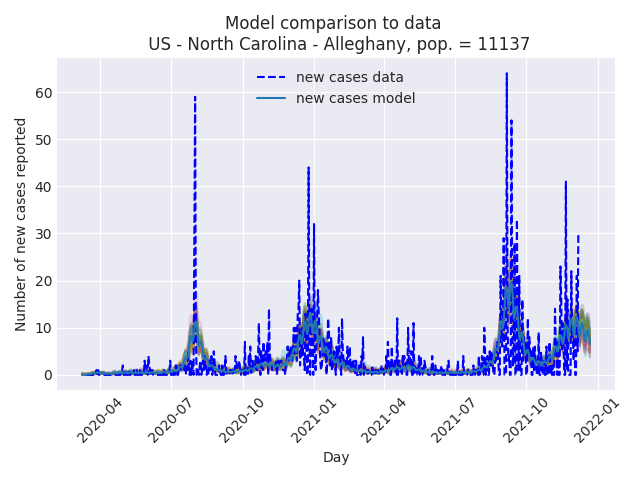 Model comparison to data
US - North Carolina - Alleghany, pop. = 11137
new cases data
new cases model
Number of new cases reported
60
50
40
30
20
10
0
2020-04
2020-07
2020-10
2021-01
2021-04
2021-07
2021-10
2022-01
Day